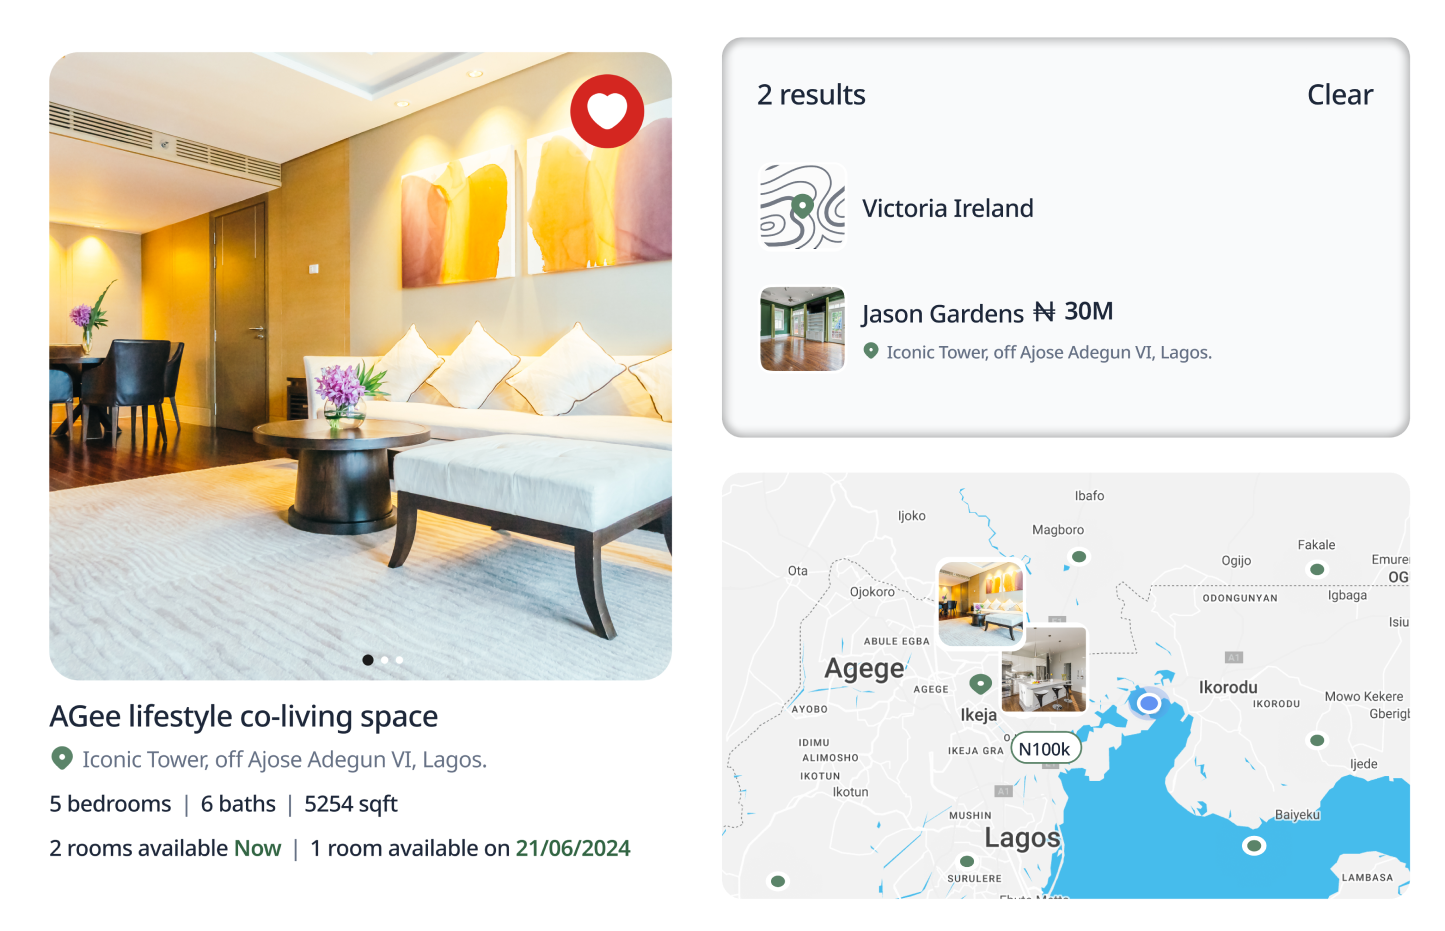 AGee lifestyle co-living space
Iconic Tower, off Ajose Adegun VI, Lagos.
5 bedrooms | 6 baths | 5254 sqft
2 rooms available Now | 1 room available on 21/06/2024
2 results
Clear
Victoria Ireland
Jason Gardens ₦ 30M
Iconic Tower, off Ajose Adegun VI, Lagos.
Ibafo
Ijoko
Magboro
Fakale
Ota
Ogijo
Emure
OG
Ojokoro
ODONGUNYAN
Igbaga
Isiu
ABULE EGBA
A1
Agege
AGEGE
Ikorodu
IKORODU
Mowo Kekere
AYOBO
Ikeja
Gberigb
IDIMU
IKEJA GRA
N100k
ALIMOSHO
Ijede
IKOTUN
Ikotun
A1
MUSHIN
Baiyeku
Lagos
SURULERE
LAMBASA